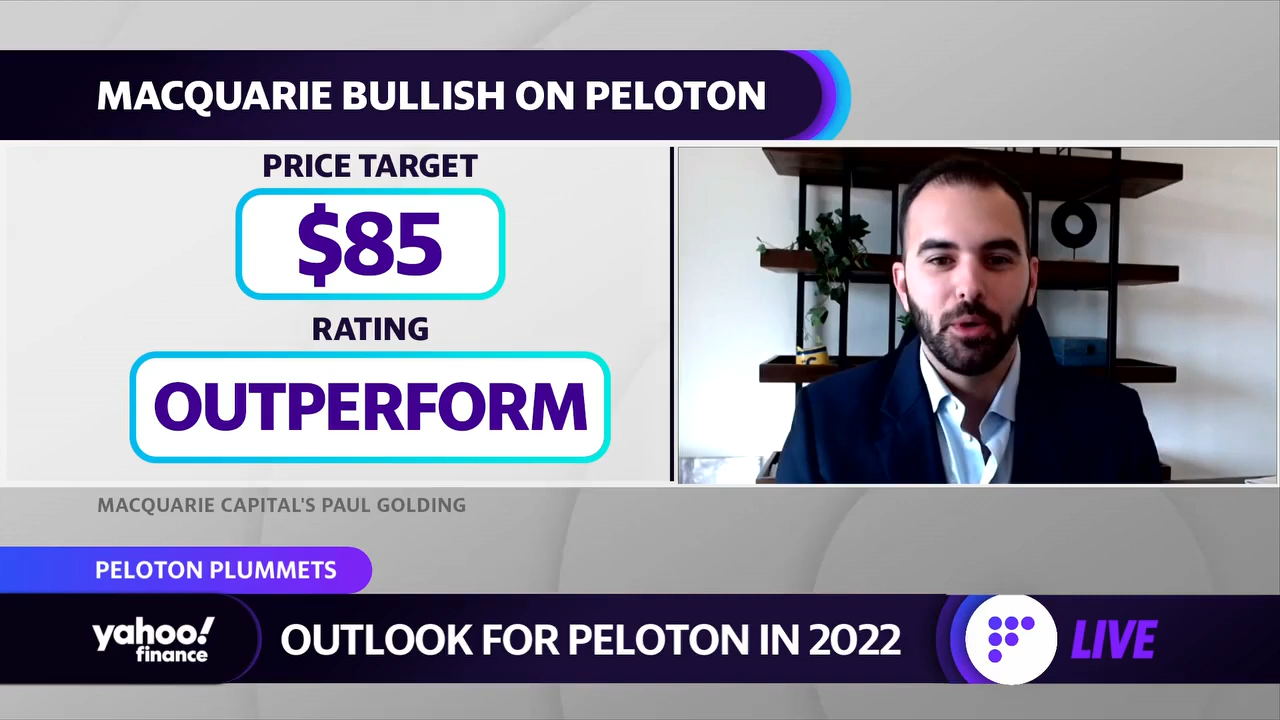 MACQUARIE BULLISH ON PELOTON
PRICE TARGET
$85
RATING
OUTPERFORM
MACQUARIE CAPITAL'S PAUL GOLDING
PELOTON PLUMMETS
yahoo!
finance
OUTLOOK FOR PELOTON IN 2022
LIVE